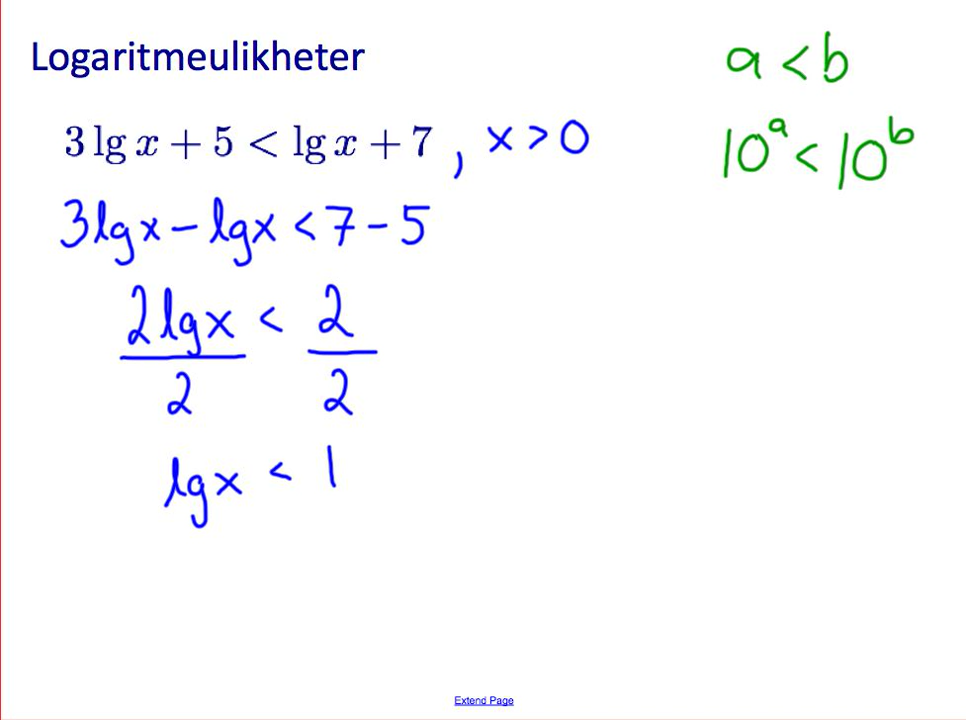 Logaritmeulikheter
3 lg x + 5 < lg x + 7 , x > 0
3lgx - lgx < 7 - 5
2lgx < 2
2 2
lgx < 1
a < b
10^a < 10^b
Extend Page